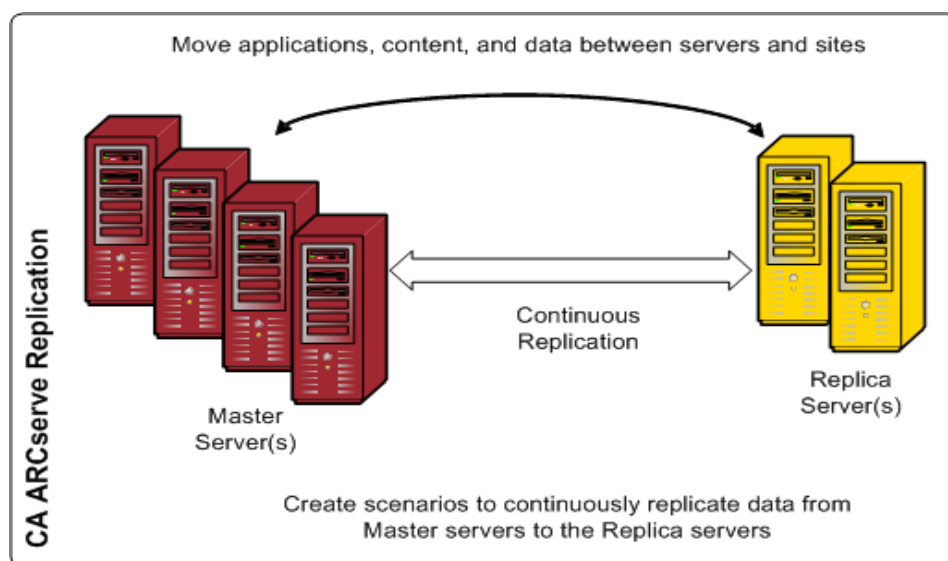 Move applications, content, and data between servers and sites
Continuous
Replication
Master
Server(s)
Replica
Server(s)
Create scenarios to continuously replicate data from
Master servers to the Replica servers
CA ARCserve Replication